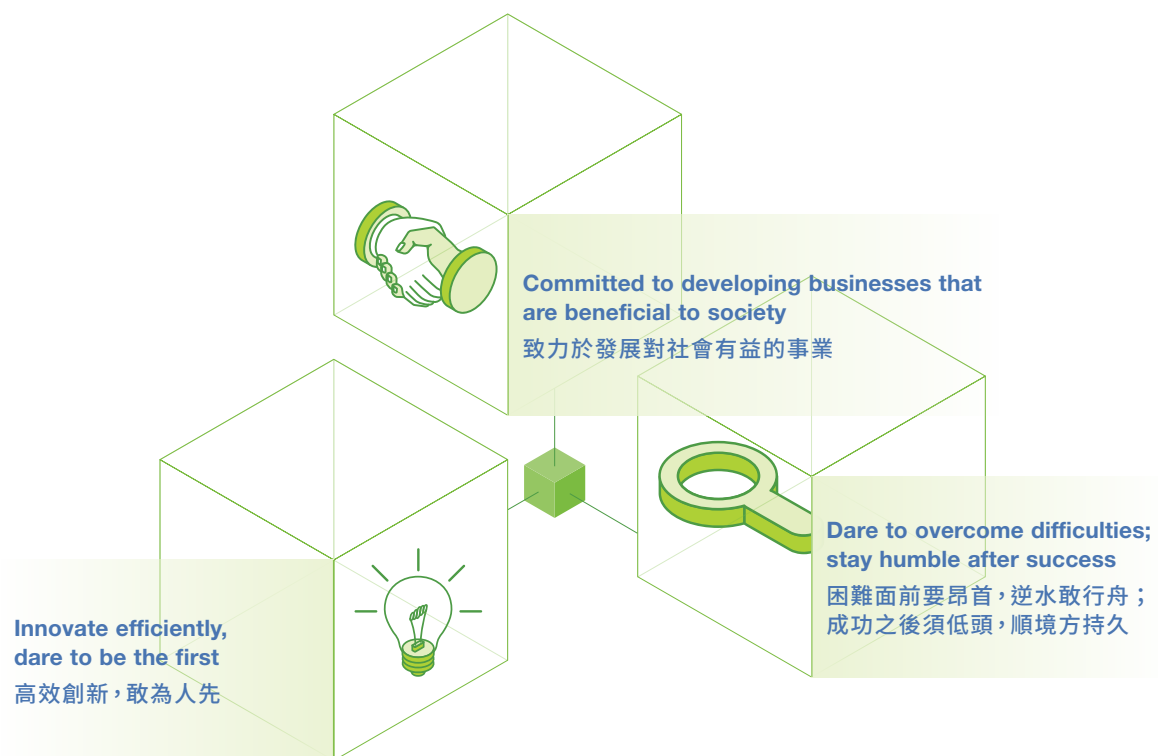 Committed to developing businesses that
are beneficial to society
致力於發展對社會有益的事業
Dare to overcome difficulties;
stay humble after success
困難面前要昂首，逆水敢行舟；
成功之後須低頭，順境方持久
Innovate efficiently,
dare to be the first
高效創新，敢為人先